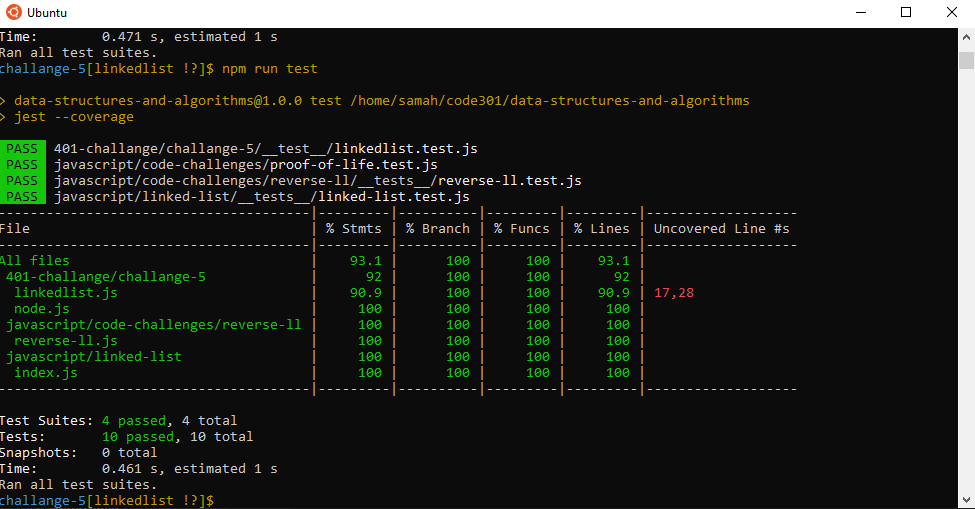 Ubuntu
Time:        0.471 s, estimated 1 s
Ran all test suites.
challange-5[linkedlist !?]$ npm run test

> data-structures-and-algorithms@1.0.0 test /home/samah/code301/data-structures-and-algorithms
> jest --coverage

PASS  401-challange/challange-5/__test__/linkedlist.test.js
PASS  javascript/code-challenges/proof-of-life.test.js
PASS  javascript/code-challenges/reverse-ll/__tests__/reverse-ll.test.js
PASS  javascript/linked-list/__tests__/linked-list.test.js
---------------------------------------|---------|----------|---------|---------|-------------------
File                                   | % Stmts | % Branch | % Funcs | % Lines | Uncovered Line #s
---------------------------------------|---------|----------|---------|---------|-------------------
All files                              |    93.1 |      100 |     100 |    93.1 |
 401-challange/challange-5             |      92 |      100 |     100 |      92 |
  linkedlist.js                        |    90.9 |      100 |     100 |    90.9 | 17,28
  node.js                              |     100 |      100 |     100 |     100 |
 javascript/code-challenges/reverse-ll |     100 |      100 |     100 |     100 |
  reverse-ll.js                        |     100 |      100 |     100 |     100 |
 javascript/linked-list                |     100 |      100 |     100 |     100 |
  index.js                             |     100 |      100 |     100 |     100 |
---------------------------------------|---------|----------|---------|---------|-------------------

Test Suites: 4 passed, 4 total
Tests:       10 passed, 10 total
Snapshots:   0 total
Time:        0.461 s, estimated 1 s
Ran all test suites.
challange-5[linkedlist !?]$